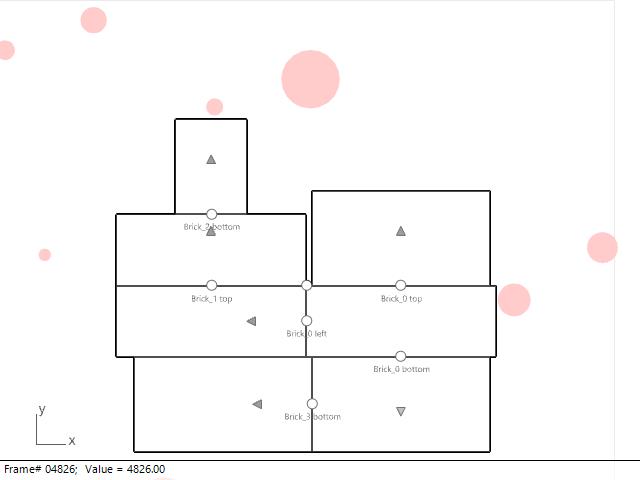 Brick_2 bottom
Brick_1 top
Brick_0 top
Brick_0 left
Brick_0 bottom
Brick_3 bottom
y
x
Frame# 04826; Value = 4826.00